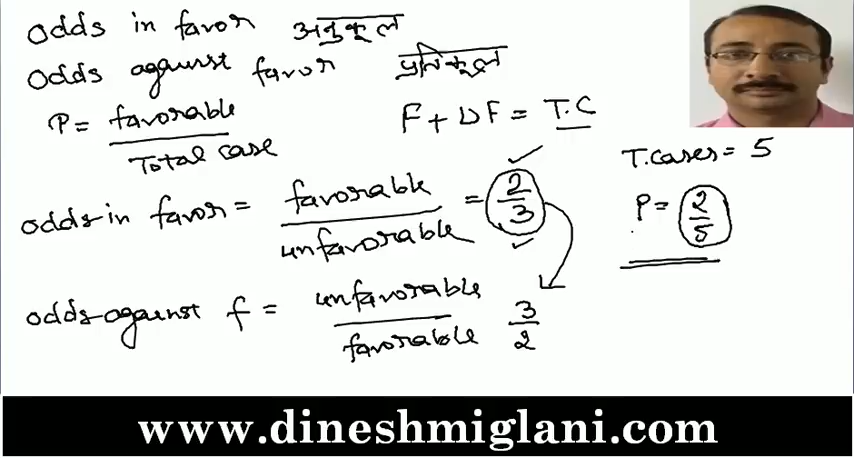 odds in favor अनुकूल
odds against favor प्रतिकूल
P = favorable / Total case
F + UF = T.C
T.cases = 5
P = 2/5
odds in favor = favorable / unfavorable = 2/3
odds against f = unfavorable / favorable 3/2
www.dineshmiglani.com